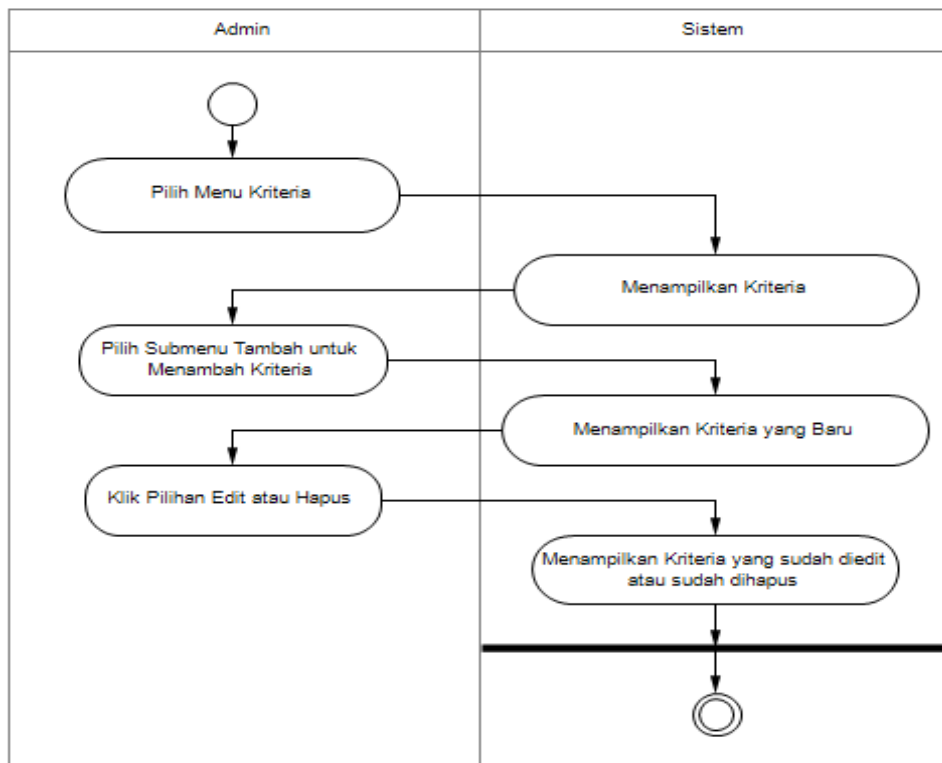 Admin
Sistem
Pilih Menu Kriteria
Menampilkan Kriteria
Pilih Submenu Tambah untuk
Menambah Kriteria
Menampilkan Kriteria yang Baru
Klik Pilihan Edit atau Hapus
Menampilkan Kriteria yang sudah diedit
atau sudah dihapus